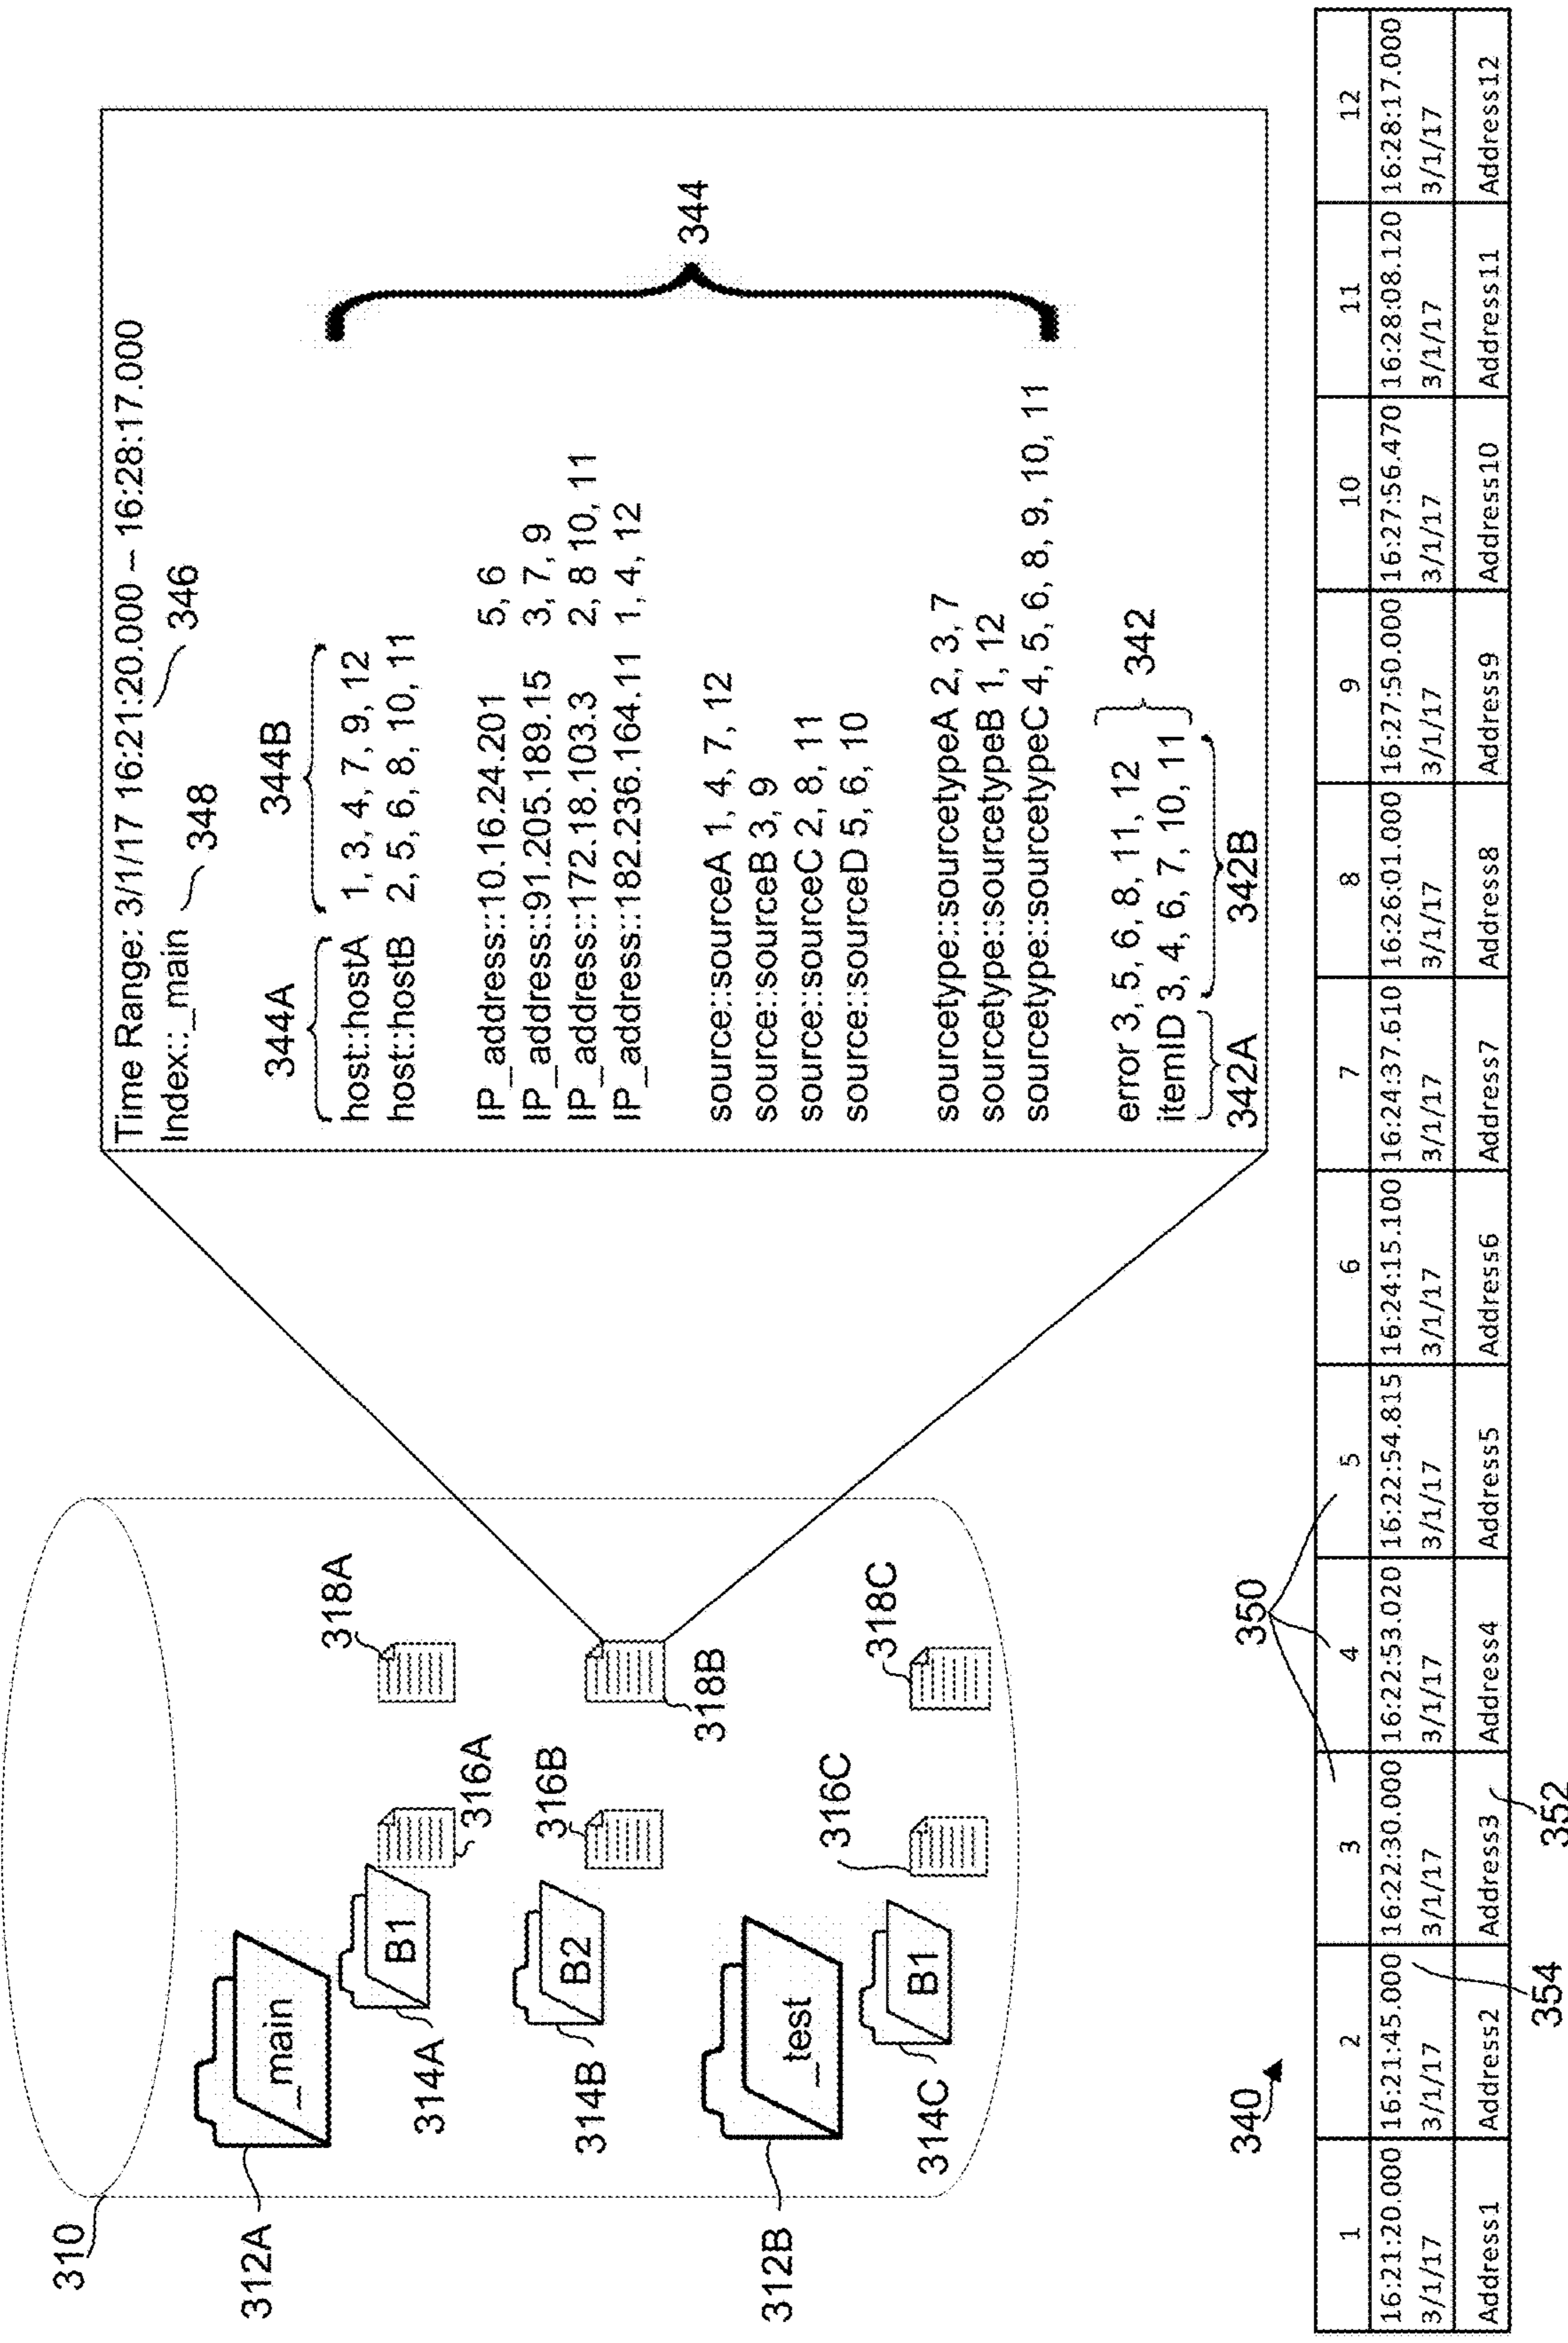 310
312A
_main
314A
B1
316A
318A
314B
B2
316B
318B
312B
_test
314C
B1
316C
318C
Time Range: 3/1/17 16:21:20.000 – 16:28:17.000
346
Index::_main
348
344A
344B
host::hostA 1, 3, 4, 7, 9, 12
host::hostB 2, 5, 6, 8, 10, 11
IP_address::10.16.24.201 5, 6
IP_address::91.205.189.15 3, 7, 9
IP_address::172.18.103.3 2, 8 10, 11
IP_address::182.236.164.11 1, 4, 12
source::sourceA 1, 4, 7, 12
source::sourceB 3, 9
source::sourceC 2, 8, 11
source::sourceD 5, 6, 10
344
sourcetype::sourcetypeA 2, 3, 7
sourcetype::sourcetypeB 1, 12
sourcetype::sourcetypeC 4, 5, 6, 8, 9, 10, 11
error 3, 5, 6, 8, 11, 12
itemID 3, 4, 6, 7, 10, 11
342
342A
342B
340
350
1 2 3 4 5 6 7 8 9 10 11 12
16:21:20.000 16:21:45.000 16:22:30.000 16:22:53.020 16:22:54.815 16:24:15.100 16:24:37.610 16:26:01.000 16:27:50.000 16:27:56.470 16:28:08.120 16:28:17.000
3/1/17 3/1/17 3/1/17 3/1/17 3/1/17 3/1/17 3/1/17 3/1/17 3/1/17 3/1/17 3/1/17 3/1/17
Address1 Address2 Address3 Address4 Address5 Address6 Address7 Address8 Address9 Address10 Address11 Address12
354
352